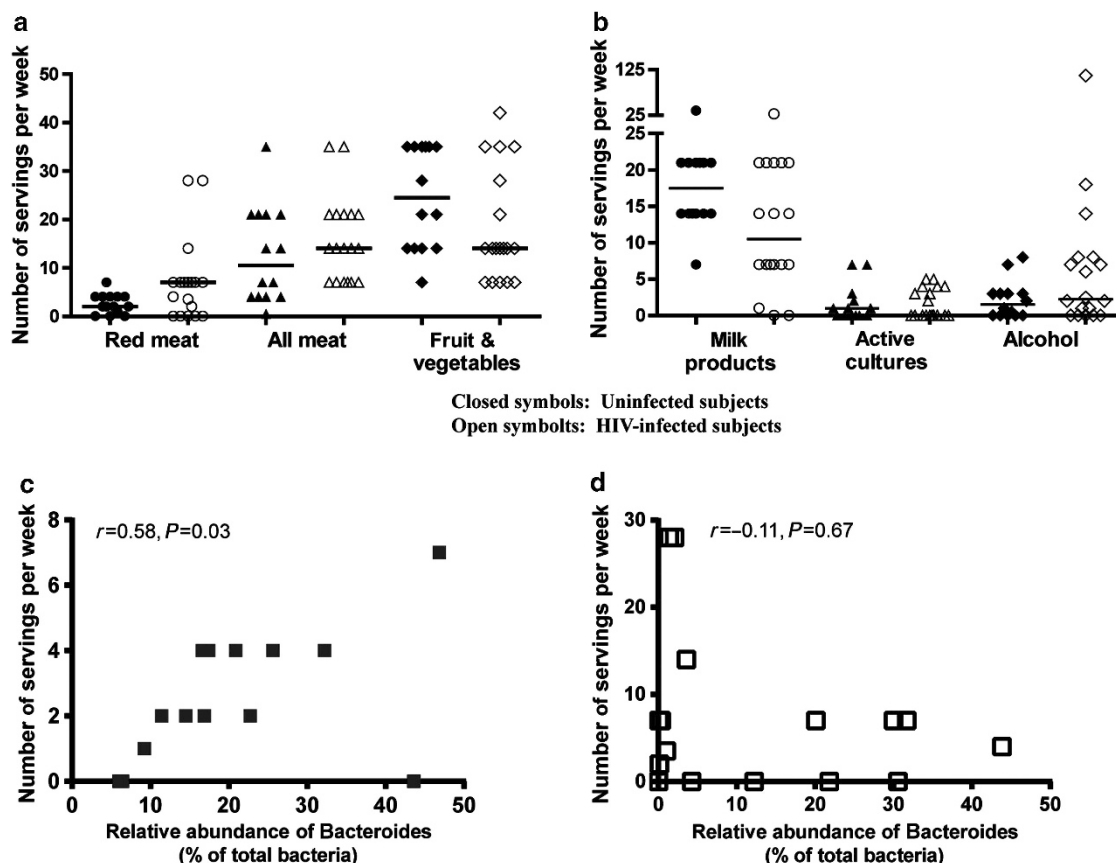 a
Number of servings per week
50
40
30
20
10
0
Red meat
All meat
Fruit &
vegetables
b
Number of servings per week
125
25
25
20
15
10
5
0
Milk
products
Active
cultures
Alcohol
Closed symbols: Uninfected subjects
Open symbolts: HIV-infected subjects
c
Number of servings per week
r=0.58, P=0.03
8
6
4
2
0
0
10
20
30
40
50
Relative abundance of Bacteroides
(% of total bacteria)
d
Number of servings per week
r=–0.11, P=0.67
30
20
10
0
0
10
20
30
40
50
Relative abundance of Bacteroides
(% of total bacteria)